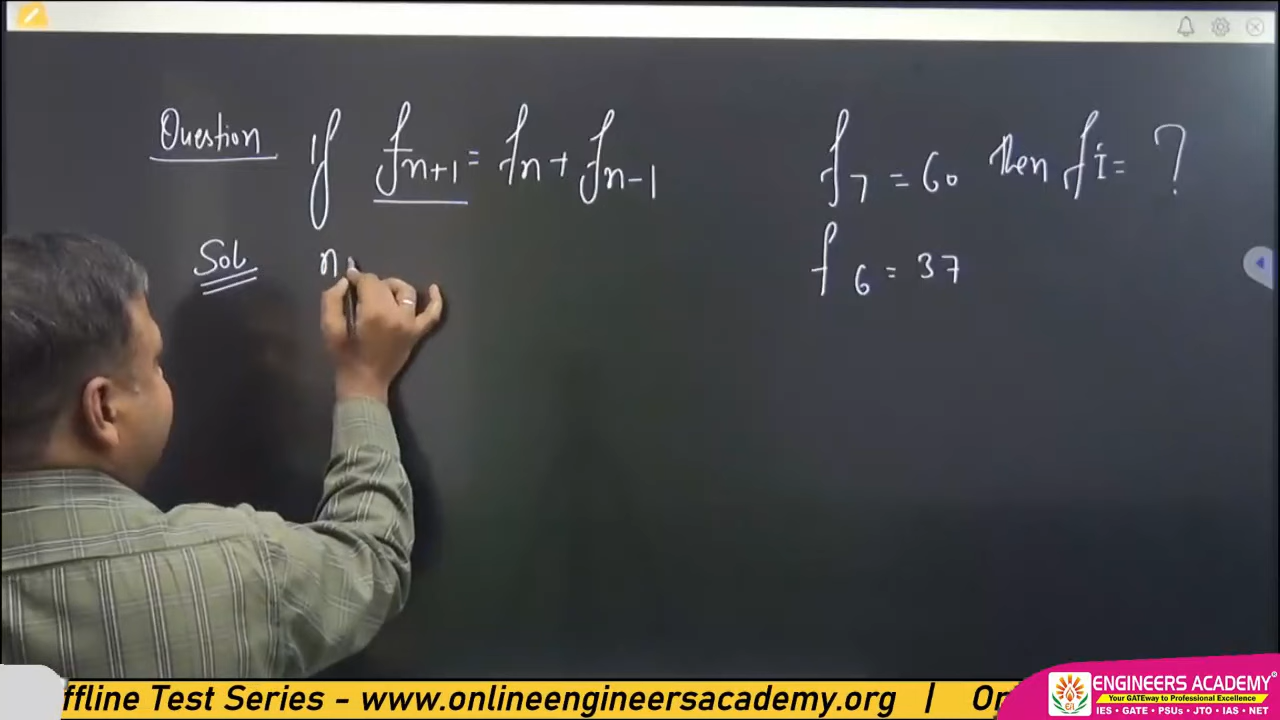 Question If fn+1 = fn + fn-1 f7 = 60 then f1 = ?
Sol n f6 = 37
ffline Test Series - www.onlineengineersacademy.org | On
ENGINEERS ACADEMY
Your GATEway to Professional Excellence
IES • GATE • PSUs • JTO • IAS • NET